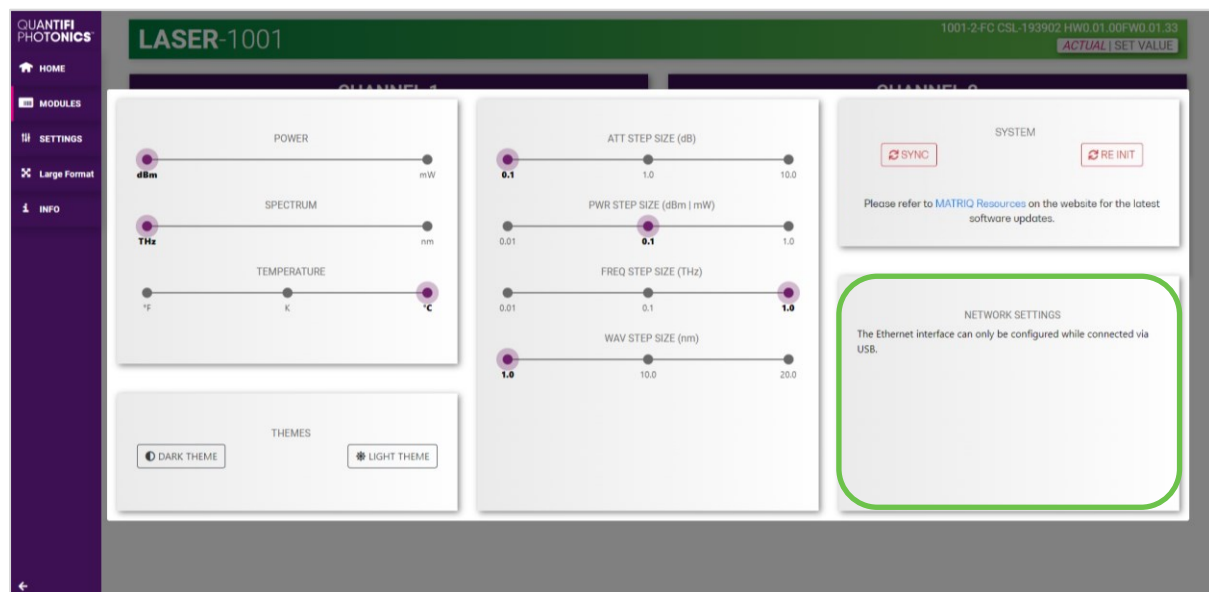 QUANTIFI
PHOTONICS
HOME
MODULES
SETTINGS
Large Format
INFO
LASER-1001
1001-2-FC CSL-193902 HW0.01.00FW0.01.33
ACTUAL | SET VALUE
POWER
dBm
mW
SPECTRUM
THz
nm
TEMPERATURE
°F
K
°C
THEMES
DARK THEME
LIGHT THEME
ATT STEP SIZE (dB)
0.1
1.0
10.0
PWR STEP SIZE (dBm | mW)
0.01
0.1
1.0
FREQ STEP SIZE (THz)
0.01
0.1
1.0
WAV STEP SIZE (nm)
1.0
10.0
20.0
SYSTEM
SYNC
RE INIT
Please refer to MATRIQ Resources on the website for the latest
software updates.
NETWORK SETTINGS
The Ethernet interface can only be configured while connected via
USB.